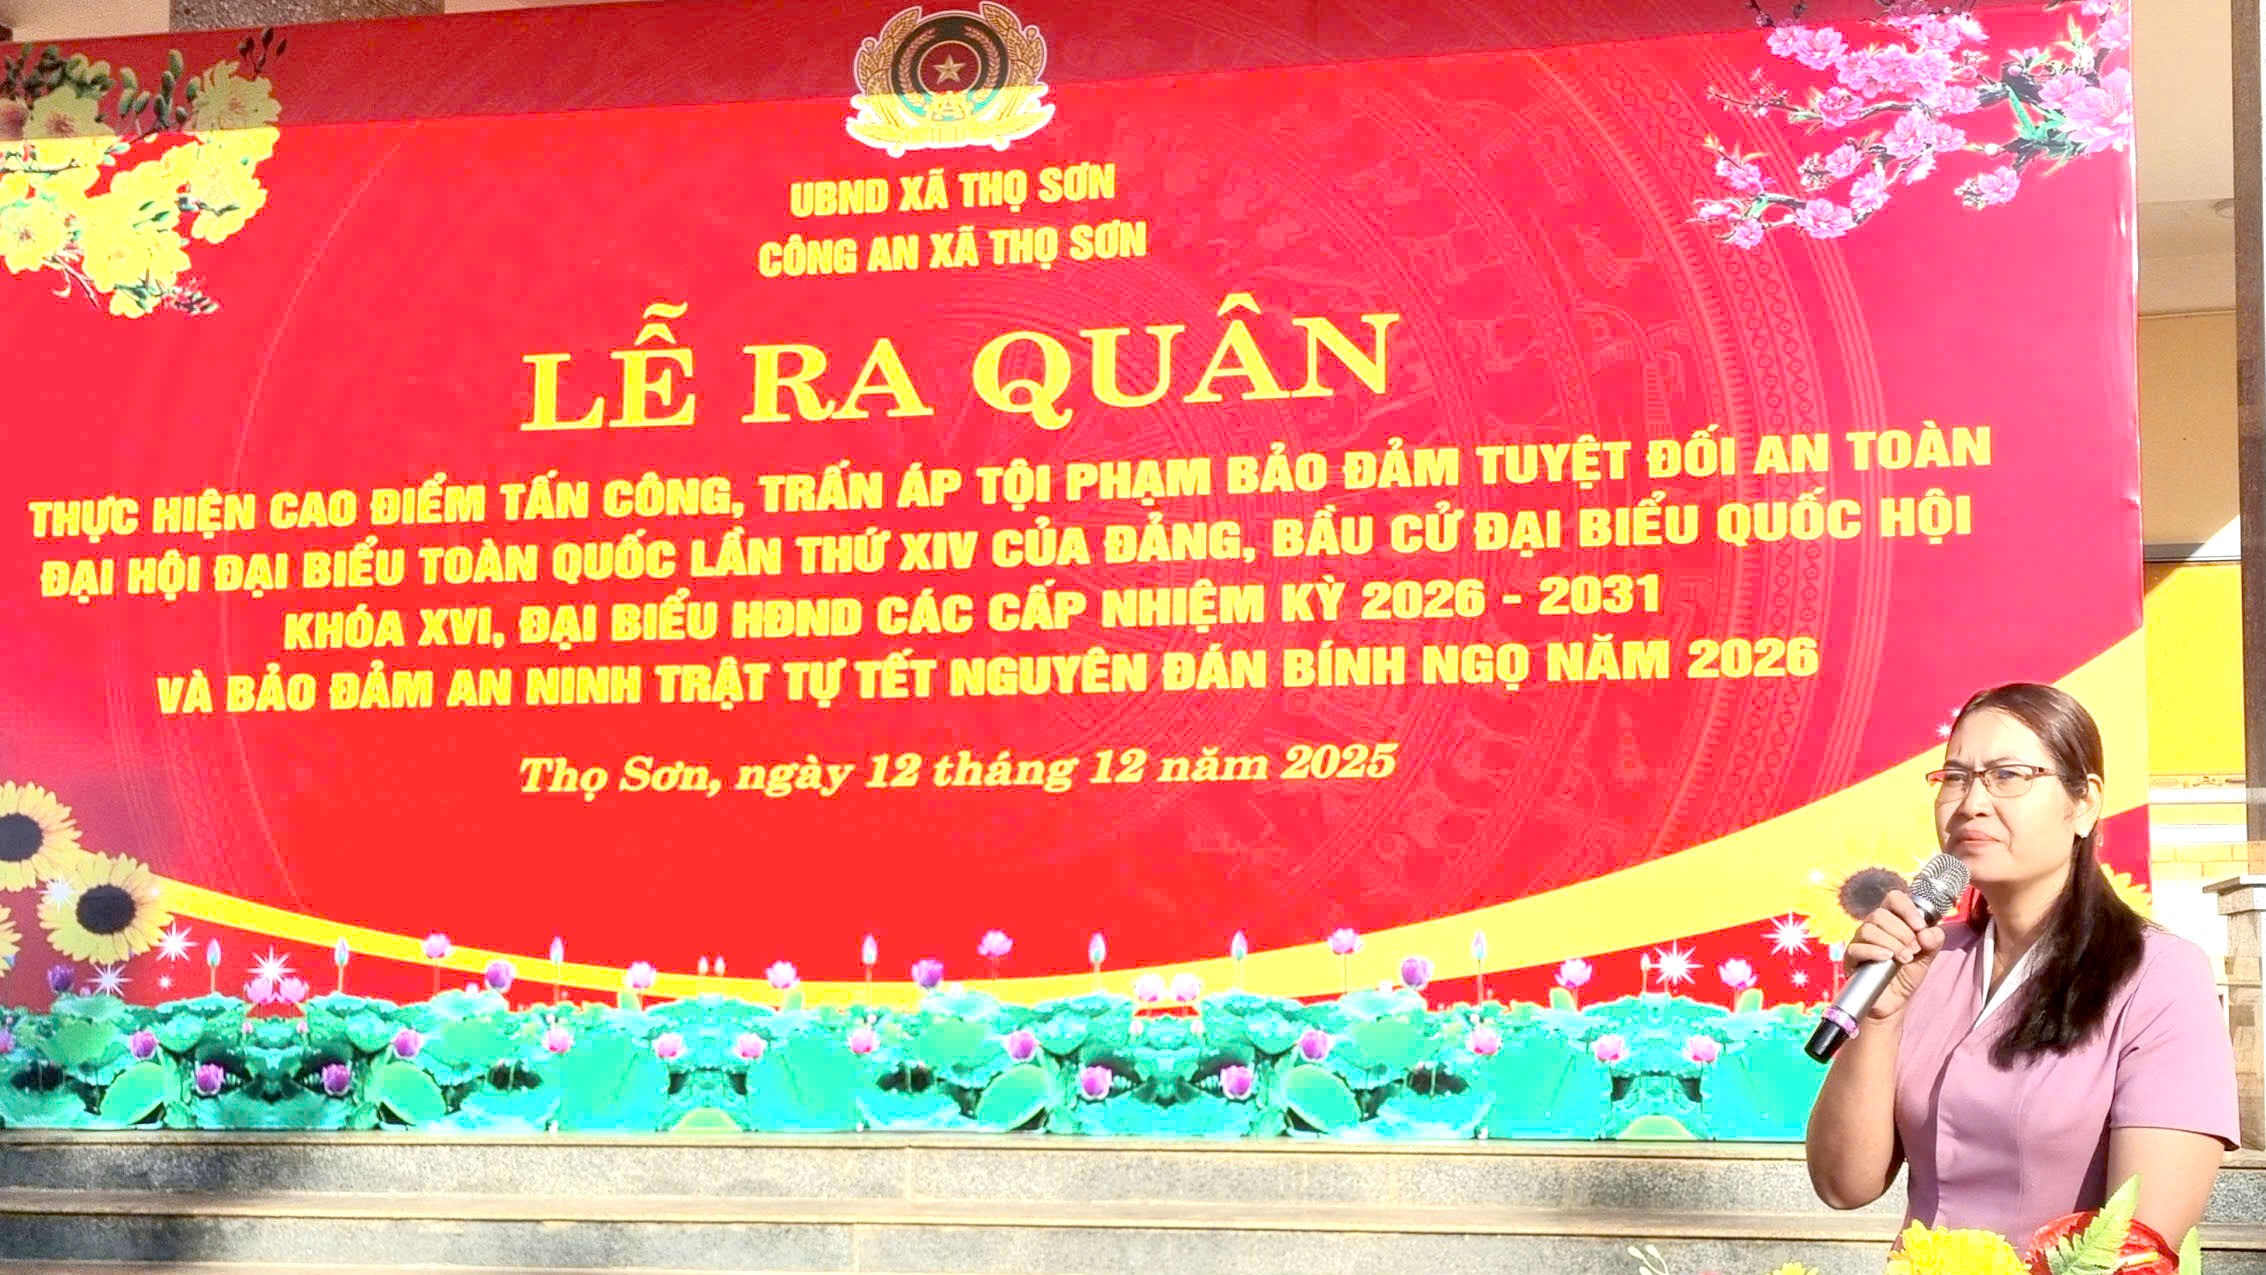 UBND XÃ THỌ SƠN
CÔNG AN XÃ THỌ SƠN
LỄ RA QUÂN
THỰC HIỆN CAO ĐIỂM TẤN CÔNG, TRẤN ÁP TỘI PHẠM BẢO ĐẢM TUYỆT ĐỐI AN TOÀN
ĐẠI HỘI ĐẠI BIỂU TOÀN QUỐC LẦN THỨ XIV CỦA ĐẢNG, BẦU CỬ ĐẠI BIỂU QUỐC HỘI
KHÓA XVI, ĐẠI BIỂU HĐND CÁC CẤP NHIỆM KỲ 2026 - 2031
VÀ BẢO ĐẢM AN NINH TRẬT TỰ TẾT NGUYÊN ĐÁN BÍNH NGỌ NĂM 2026
Thọ Sơn, ngày 12 tháng 12 năm 2025